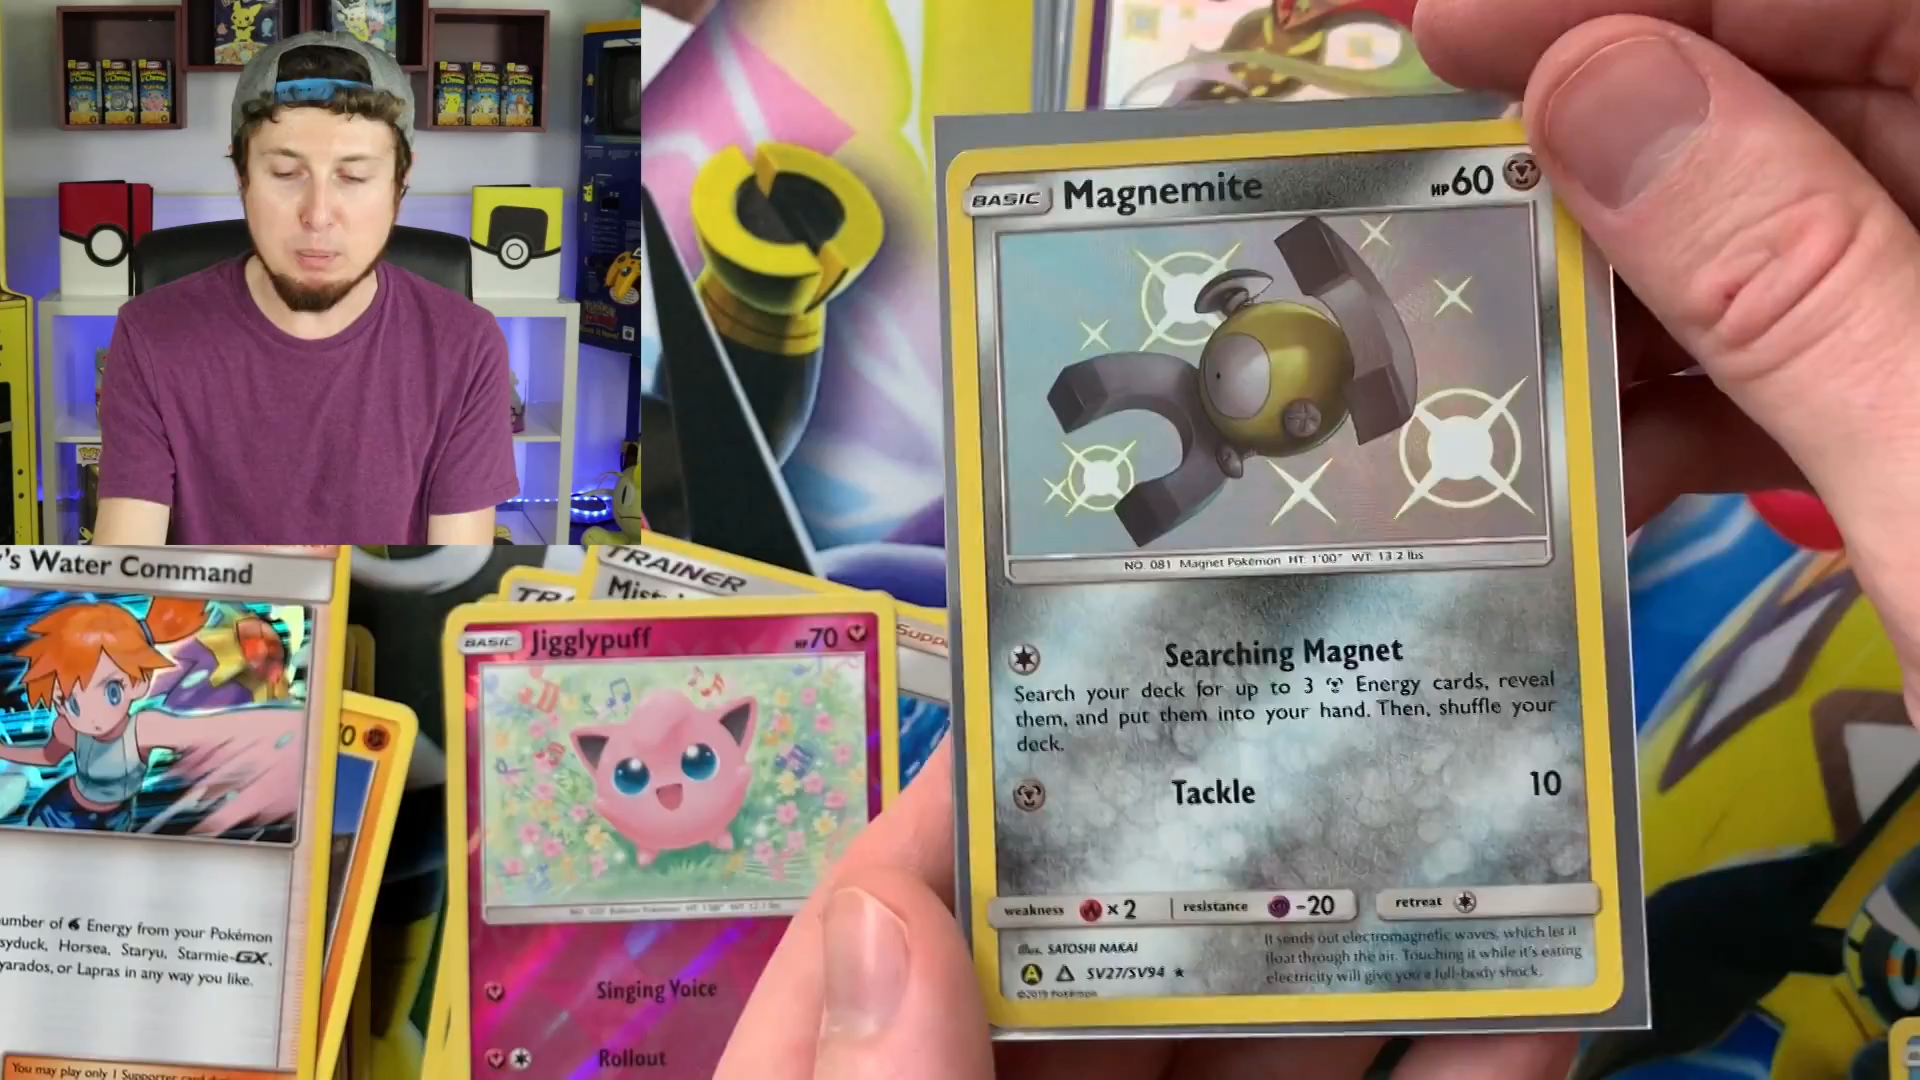 's Water Command
umber of Energy from your Pokémon
syduck, Horsea, Staryu, Starmie-GX,
yarados, or Lapras in any way you like.
You may play only 1 Supporter card
TRAINER
TR
Mist
Supp
BASIC Jigglypuff HP70
Singing Voice
Rollout
BASIC Magnemite HP60
NO. 081 Magnet Pokémon HT: 1'00" WT: 13.2 lbs
Searching Magnet
Search your deck for up to 3 Energy cards, reveal
them, and put them into your hand. Then, shuffle your
deck.
Tackle 10
weakness ×2 resistance -20 retreat
Illus. SATOSHI NAKAI
A SV27/SV94 ★
©2019 Pokémon
It sends out electromagnetic waves, which let it
float through the air. Touching it while it's eating
electricity will give you a full-body shock.